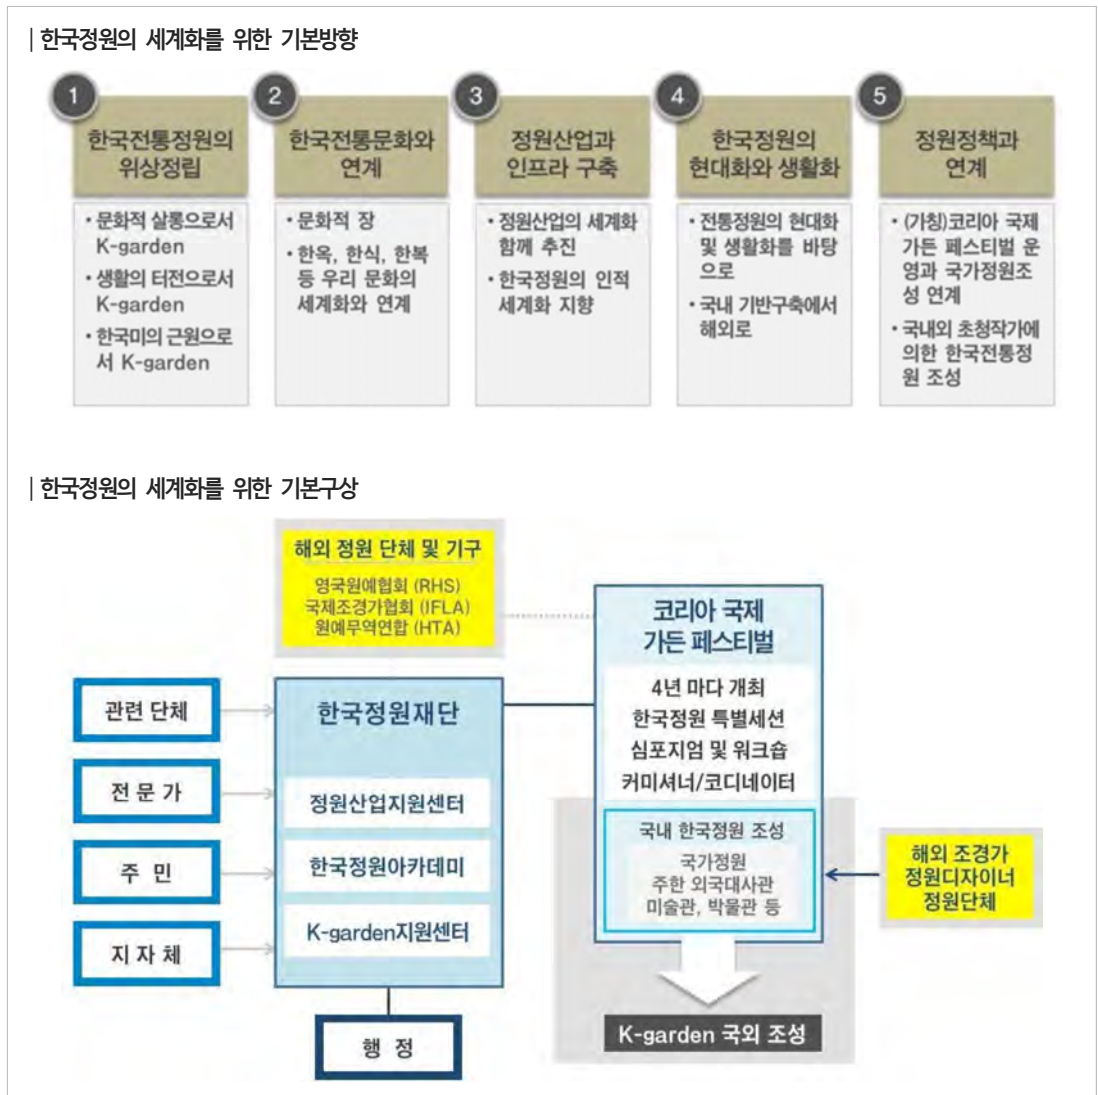 | 한국정원의 세계화를 위한 기본방향
1
한국전통정원의
위상정립
• 문화적 살롱으로서
K-garden
• 생활의 터전으로서
K-garden
• 한국미의 근원으로
서 K-garden
2
한국전통문화와
연계
• 문화적 장
• 한옥, 한식, 한복
등 우리 문화의
세계화와 연계
3
정원산업과
인프라 구축
• 정원산업의 세계화
함께 추진
• 한국정원의 인적
세계화 지향
4
한국정원의
현대화와 생활화
• 전통정원의 현대화
및 생활화를 바탕
으로
• 국내 기반구축에서
해외로
5
정원정책과
연계
• (가칭)코리아 국제
가든 페스티벌 운
영과 국가정원조
성 연계
• 국내외 초청작가에
의한 한국전통정
원 조성
| 한국정원의 세계화를 위한 기본구상
해외 정원 단체 및 기구
영국원예협회 (RHS)
국제조경가협회 (IFLA)
원예무역연합 (HTA)
관련 단체
전 문 가
주 민
지 자 체
한국정원재단
정원산업지원센터
한국정원아카데미
K-garden지원센터
행 정
코리아 국제
가든 페스티벌
4년 마다 개최
한국정원 특별세션
심포지엄 및 워크숍
커미셔너/코디네이터
국내 한국정원 조성
국가정원
주한 외국대사관
미술관, 박물관 등
해외 조경가
정원디자이너
정원단체
K-garden 국외 조성